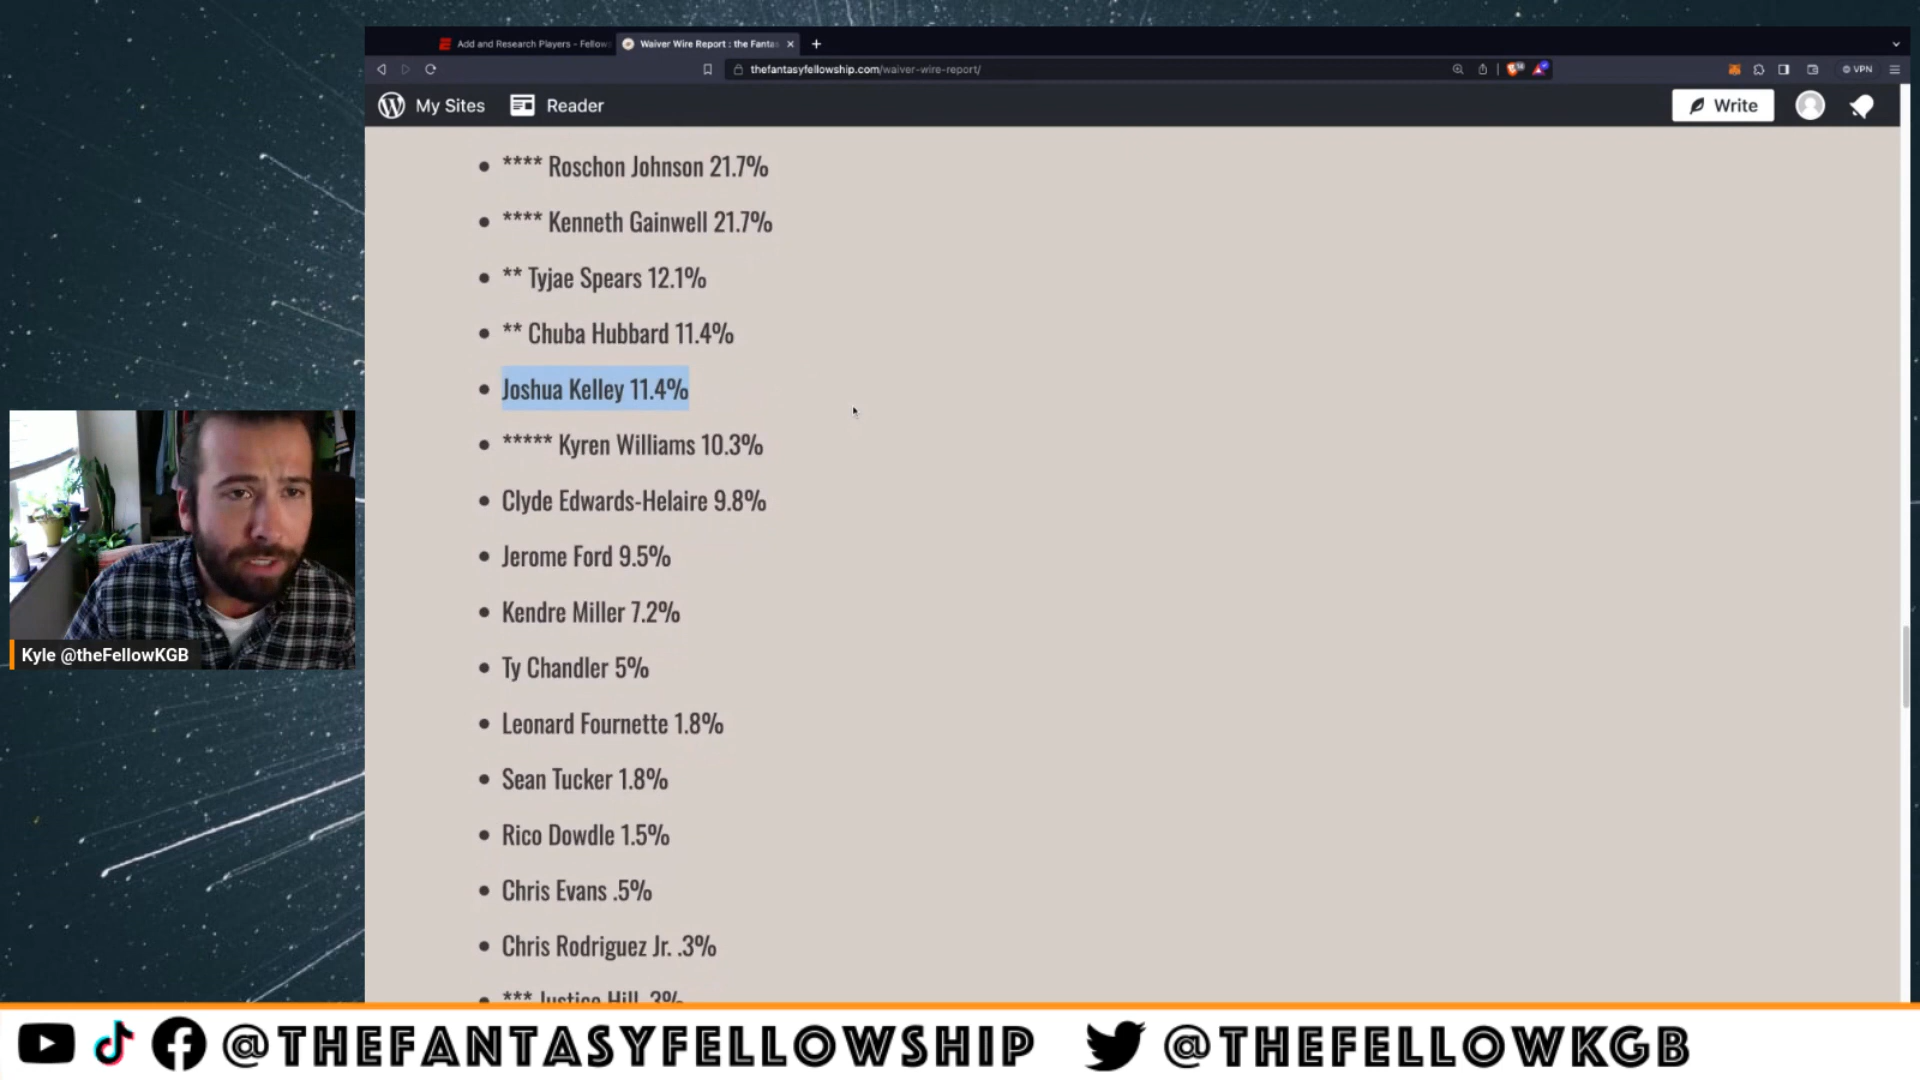 Add and Research Players - Fellow
Waiver Wire Report : the Fanta
thefantasyfellowship.com/waiver-wire-report/
VPN
My Sites
Reader
Write
• **** Roschon Johnson 21.7%
• **** Kenneth Gainwell 21.7%
• ** Tyjae Spears 12.1%
• ** Chuba Hubbard 11.4%
• Joshua Kelley 11.4%
• ***** Kyren Williams 10.3%
• Clyde Edwards-Helaire 9.8%
• Jerome Ford 9.5%
• Kendre Miller 7.2%
• Ty Chandler 5%
• Leonard Fournette 1.8%
• Sean Tucker 1.8%
• Rico Dowdle 1.5%
• Chris Evans .5%
• Chris Rodriguez Jr. .3%
• *** Justice Hill .3%
Kyle @theFellowKGB
@THEFANTASYFELLOWSHIP
@THEFELLOWKGB